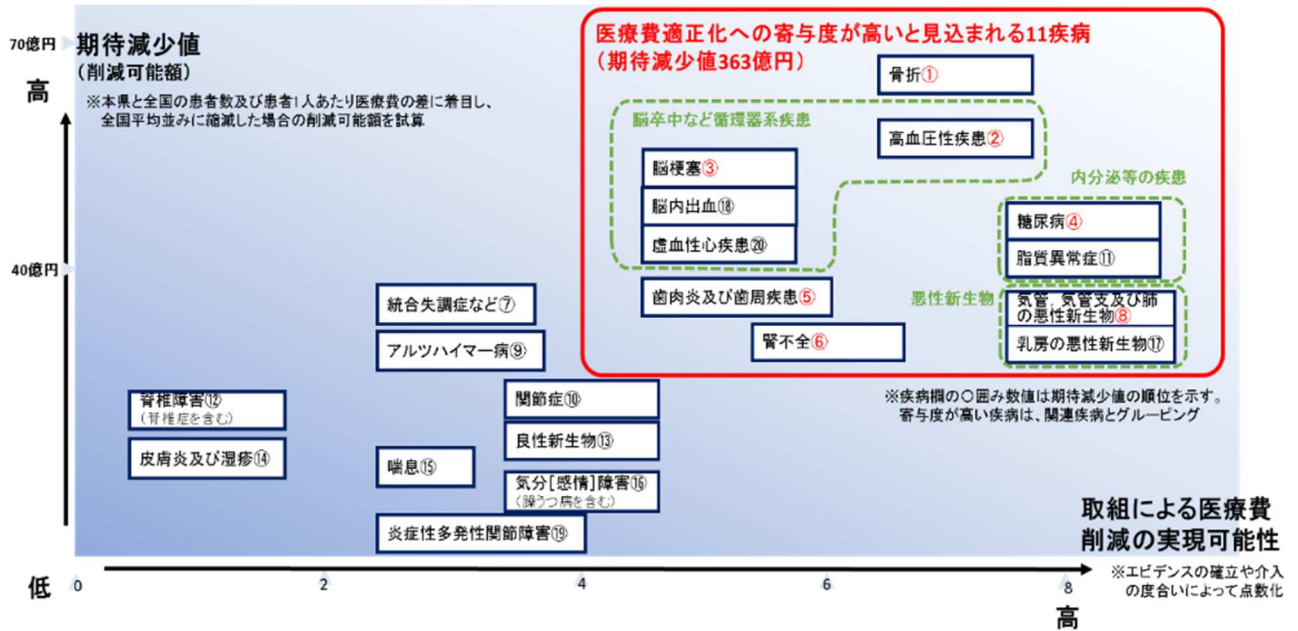 70億円
期待減少値
(削減可能額)
高
※本県と全国の患者数及び患者1人あたり医療費の差に着目し、
全国平均並みに縮減した場合の削減可能額を試算
医療費適正化への寄与度が高いと見込まれる11疾病
(期待減少値363億円)
骨折①
脳卒中など循環器系疾患
高血圧性疾患②
脳梗塞③
脳内出血⑱
虚血性心疾患⑳
内分泌等の疾患
糖尿病④
脂質異常症⑪
40億円
歯肉炎及び歯周疾患⑤
悪性新生物
気管，気管支及び肺
の悪性新生物⑧
乳房の悪性新生物⑰
腎不全⑥
統合失調症など⑦
アルツハイマー病⑨
※疾病欄の〇囲み数値は期待減少値の順位を示す。
寄与度が高い疾病は、関連疾病とグルーピング
脊椎障害⑫
(脊椎症を含む)
関節症⑩
皮膚炎及び湿疹⑭
良性新生物⑬
喘息⑮
気分[感情]障害⑯
(躁うつ病を含む)
炎症性多発性関節障害⑲
取組による医療費
削減の実現可能性
※エビデンスの確立や介入
の度合いによって点数化
低
0
2
4
6
8
高